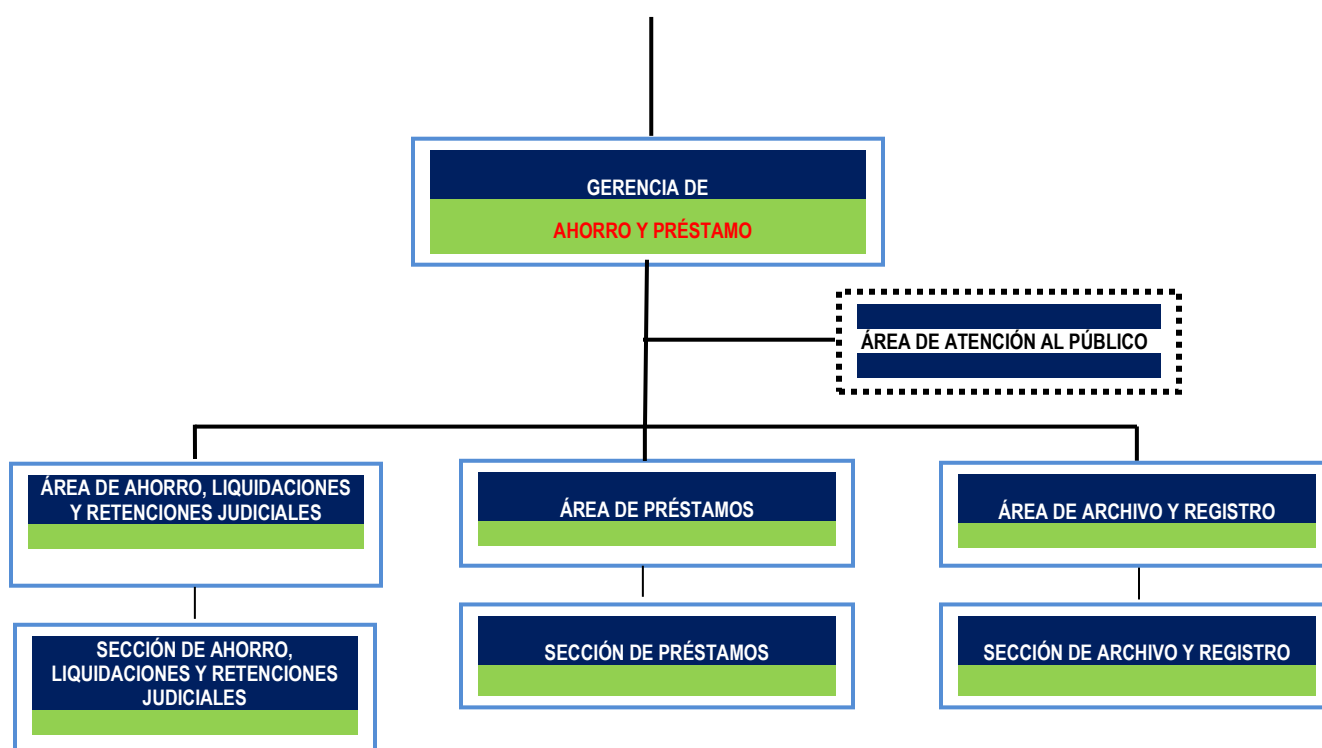 GERENCIA DE
AHORRO Y PRÉSTAMO
ÁREA DE ATENCIÓN AL PÚBLICO
ÁREA DE AHORRO, LIQUIDACIONES
Y RETENCIONES JUDICIALES
ÁREA DE PRÉSTAMOS
ÁREA DE ARCHIVO Y REGISTRO
SECCIÓN DE AHORRO,
LIQUIDACIONES Y RETENCIONES
JUDICIALES
SECCIÓN DE PRÉSTAMOS
SECCIÓN DE ARCHIVO Y REGISTRO